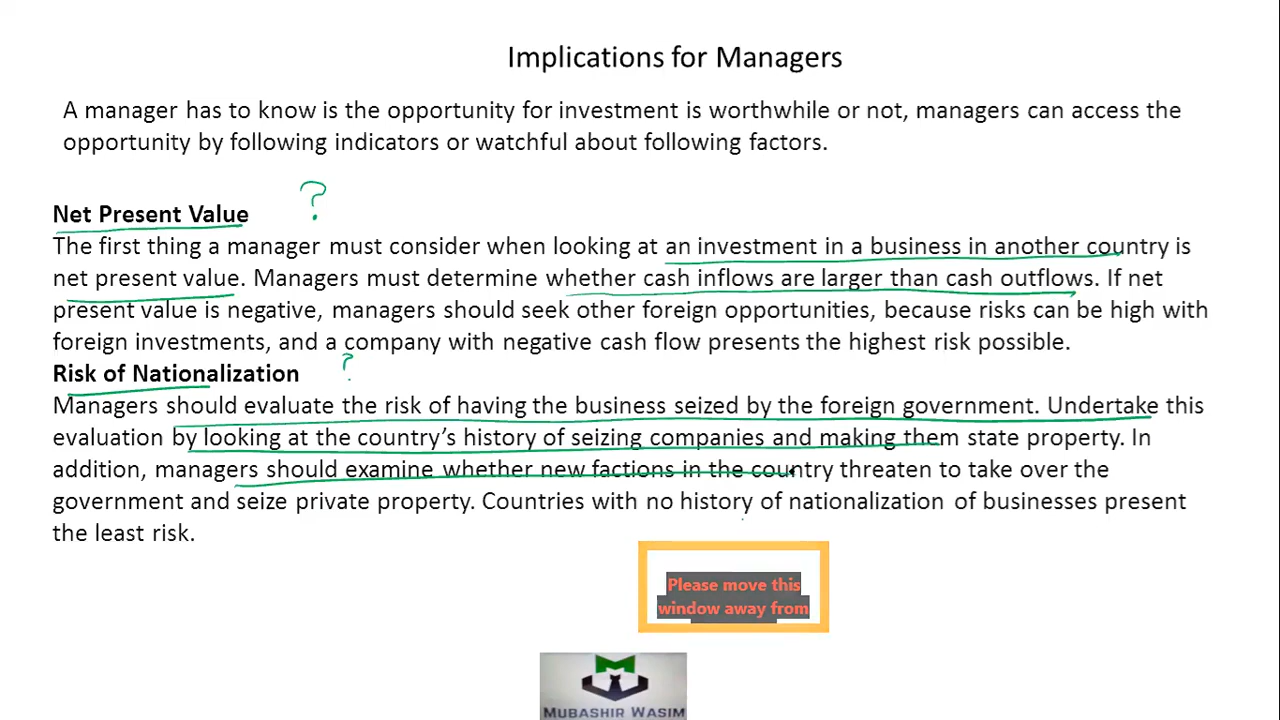 Implications for Managers
A manager has to know is the opportunity for investment is worthwhile or not, managers can access the
opportunity by following indicators or watchful about following factors.
?
Net Present Value
The first thing a manager must consider when looking at an investment in a business in another country is
net present value. Managers must determine whether cash inflows are larger than cash outflows. If net
present value is negative, managers should seek other foreign opportunities, because risks can be high with
foreign investments, and a company with negative cash flow presents the highest risk possible.
Risk of Nationalization ?
Managers should evaluate the risk of having the business seized by the foreign government. Undertake this
evaluation by looking at the country's history of seizing companies and making them state property. In
addition, managers should examine whether new factions in the country threaten to take over the
government and seize private property. Countries with no history of nationalization of businesses present
the least risk.
Please move this
window away from
MUBASHIR WASIM